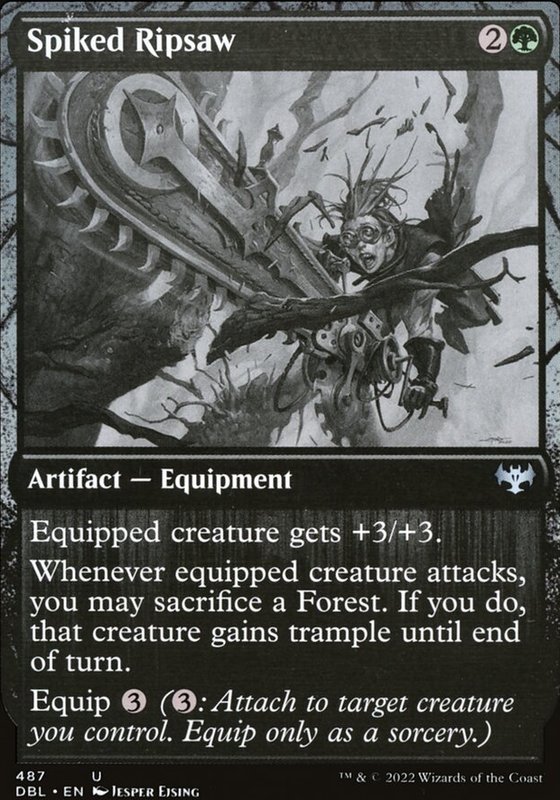 Spiked Ripsaw 2
Artifact — Equipment
Equipped creature gets +3/+3.
Whenever equipped creature attacks,
you may sacrifice a Forest. If you do,
that creature gains trample until end
of turn.
Equip 3 (3: Attach to target creature
you control. Equip only as a sorcery.)
487 U
DBL • EN Jesper Ejsing
™ & © 2022 Wizards of the Coast